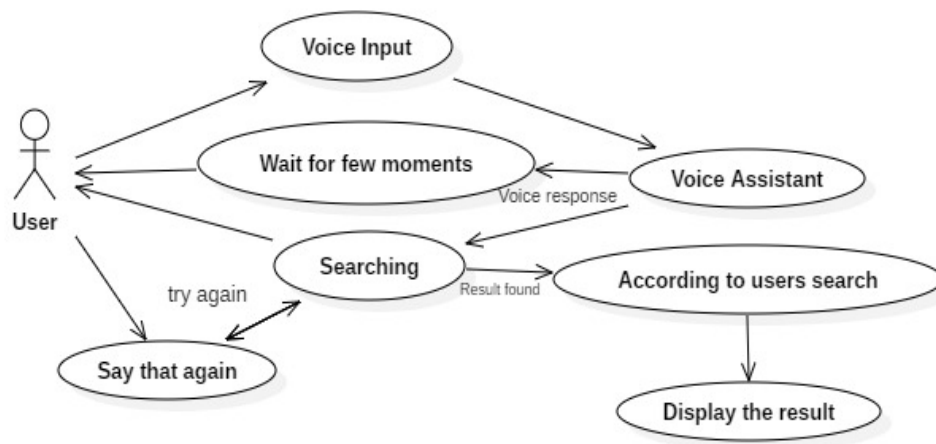 Voice Input
Wait for few moments
Voice Assistant
User
Voice response
Searching
According to users search
Result found
try again
Say that again
Display the result